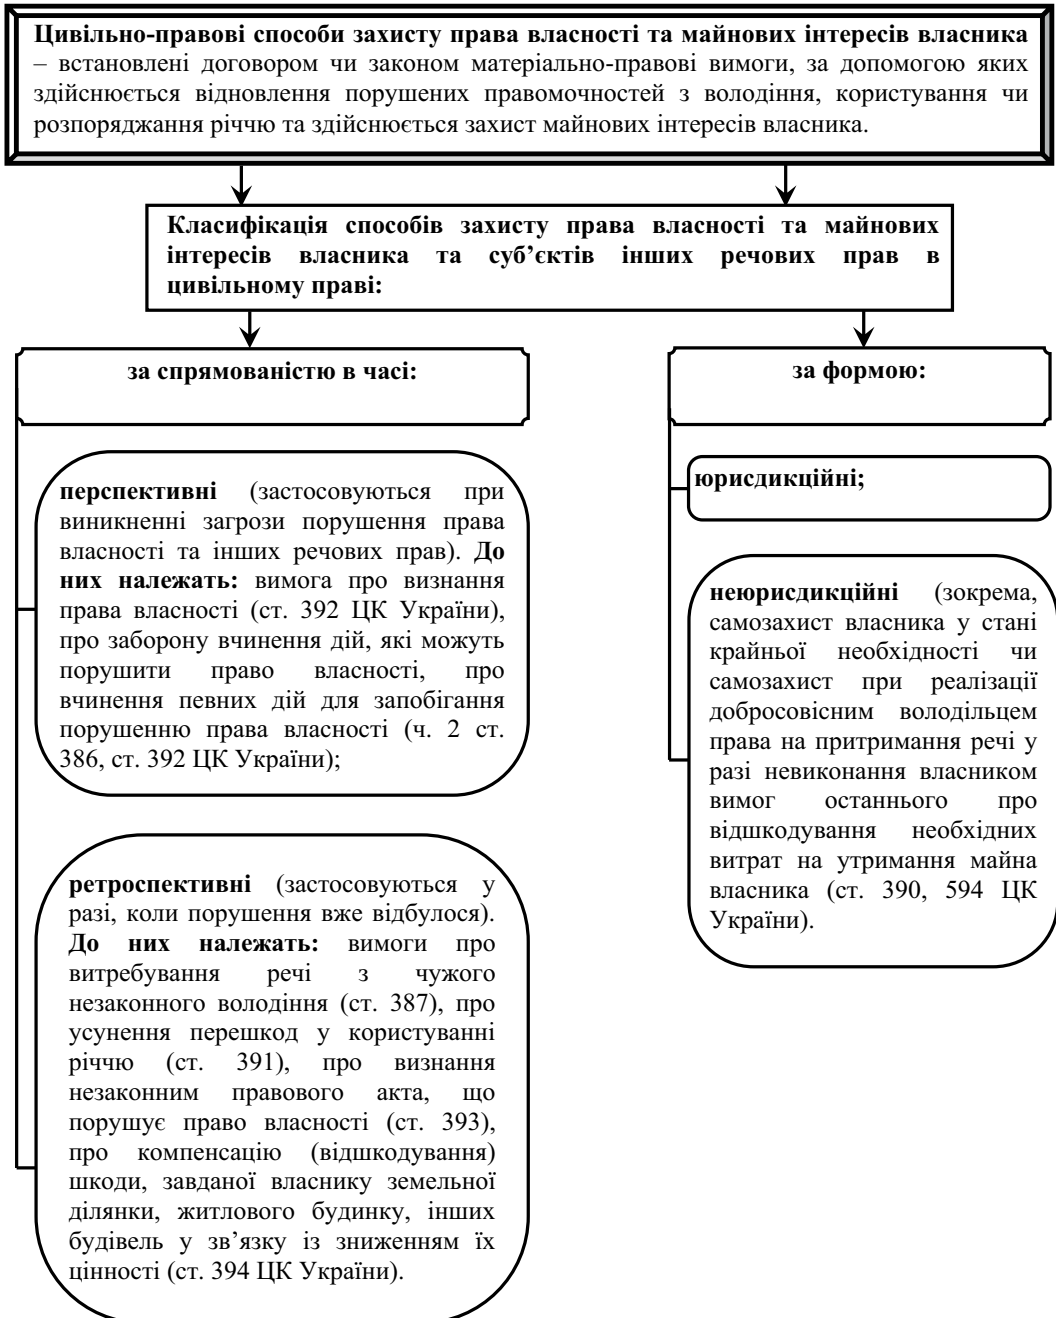 Цивільно-правові способи захисту права власності та майнових інтересів власника
– встановлені договором чи законом матеріально-правові вимоги, за допомогою яких
здійснюється відновлення порушених правомочностей з володіння, користування чи
розпоряджання річчю та здійснюється захист майнових інтересів власника.
Класифікація способів захисту права власності та майнових
інтересів власника та суб’єктів інших речових прав в
цивільному праві:
за спрямованістю в часі:
перспективні (застосовуються при
виникненні загрози порушення права
власності та інших речових прав). До
них належать: вимога про визнання
права власності (ст. 392 ЦК України),
про заборону вчинення дій, які можуть
порушити право власності, про
вчинення певних дій для запобігання
порушенню права власності (ч. 2 ст.
386, ст. 392 ЦК України);
ретроспективні (застосовуються у
разі, коли порушення вже відбулося).
До них належать: вимоги про
витребування речі з чужого
незаконного володіння (ст. 387), про
усунення перешкод у користуванні
річчю (ст. 391), про визнання
незаконним правового акта, що
порушує право власності (ст. 393),
про компенсацію (відшкодування)
шкоди, завданої власнику земельної
ділянки, житлового будинку, інших
будівель у зв’язку із зниженням їх
цінності (ст. 394 ЦК України).
за формою:
юрисдикційні;
неюрисдикційні (зокрема,
самозахист власника у стані
крайньої необхідності чи
самозахист при реалізації
добросовісним володільцем
права на притримання речі у
разі невиконання власником
вимог останнього про
відшкодування необхідних
витрат на утримання майна
власника (ст. 390, 594 ЦК
України).